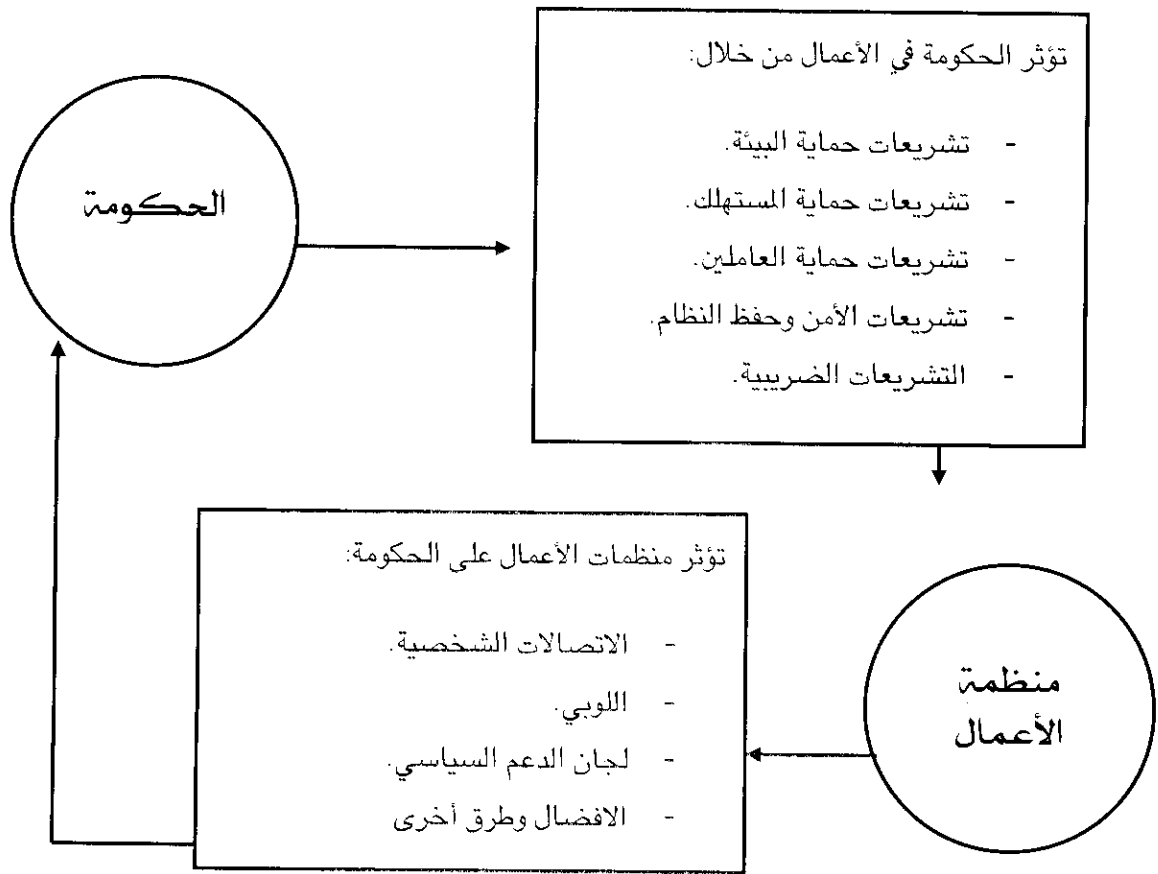 الحكومة
تؤثر الحكومة في الأعمال من خلال:
- تشريعات حماية البيئة.
- تشريعات حماية المستهلك.
- تشريعات حماية العاملين.
- تشريعات الأمن وحفظ النظام.
- التشريعات الضريبية.
منظمة
الأعمال
تؤثر منظمات الأعمال على الحكومة:
- الاتصالات الشخصية.
- اللوبي.
- لجان الدعم السياسي.
- الافضال وطرق أخرى